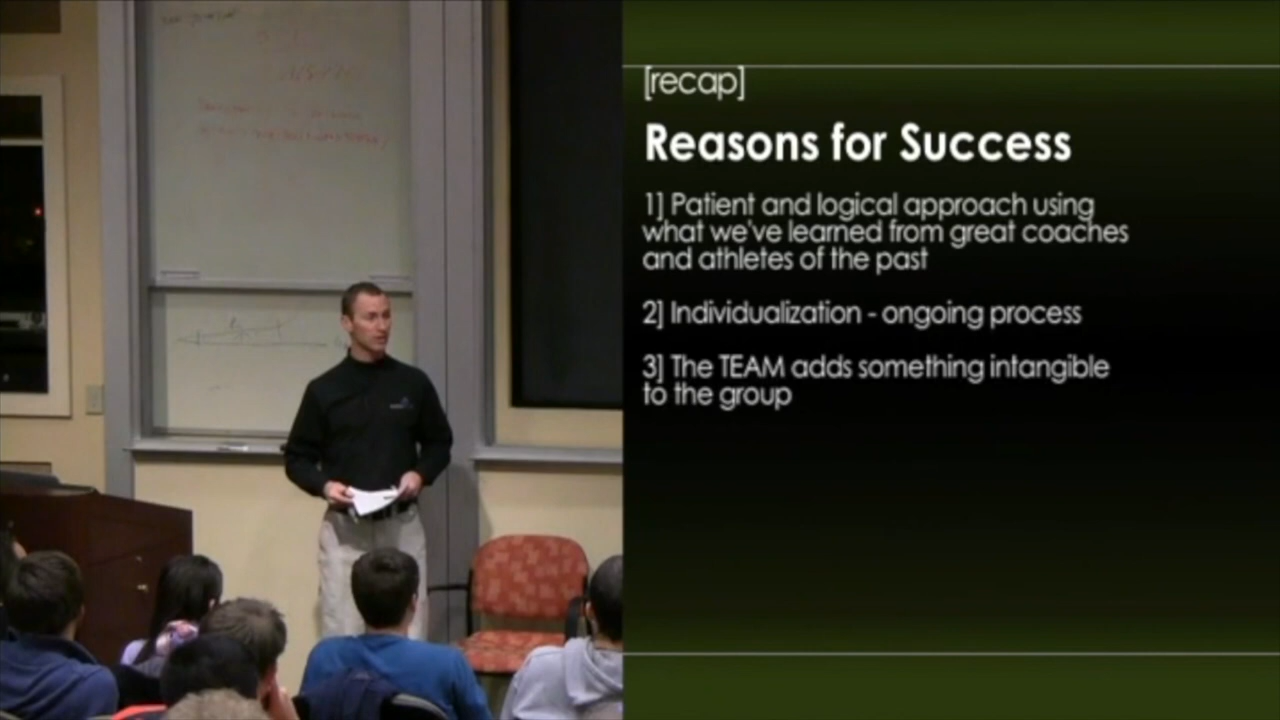 [recap]
Reasons for Success
1] Patient and logical approach using
what we've learned from great coaches
and athletes of the past
2] Individualization - ongoing process
3] The TEAM adds something intangible
to the group